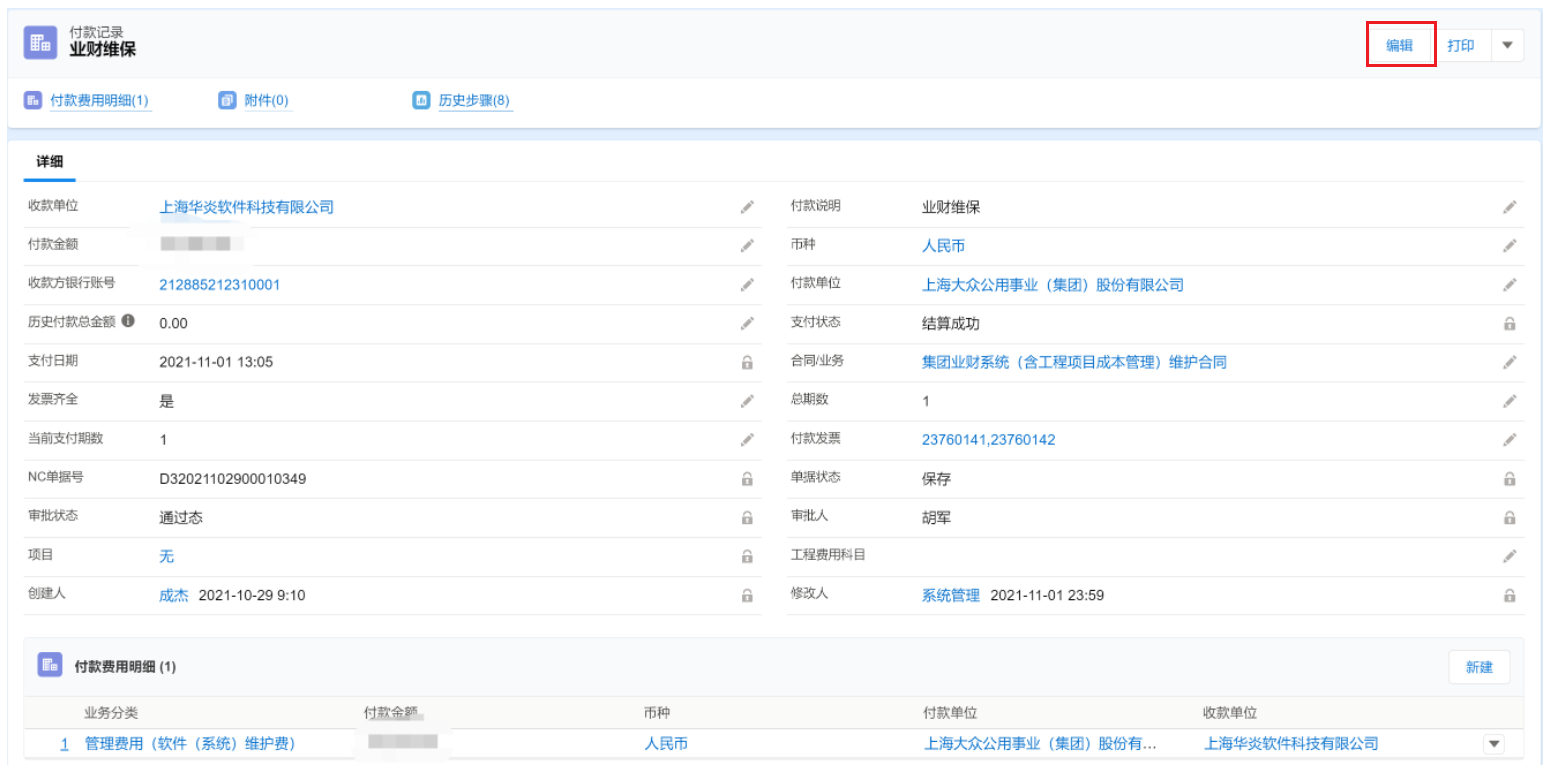 付款记录
业财维保
编辑
打印
付款费用明细(1)
附件(0)
历史步骤(8)
详细
收款单位 上海华炎软件科技有限公司
付款说明 业财维保
付款金额
币种 人民币
收款方银行账号 212885212310001
付款单位 上海大众公用事业（集团）股份有限公司
历史付款总金额 0.00
支付状态 结算成功
支付日期 2021-11-01 13:05
合同/业务 集团业财系统（含工程项目成本管理）维护合同
发票齐全 是
总期数 1
当前支付期数 1
付款发票 23760141,23760142
NC单据号 D32021102900010349
单据状态 保存
审批状态 通过态
审批人 胡军
项目 无
工程费用科目
创建人 成杰 2021-10-29 9:10
修改人 系统管理 2021-11-01 23:59
付款费用明细 (1)
新建
业务分类 付款金额 币种 付款单位 收款单位
1 管理费用（软件（系统）维护费） 人民币 上海大众公用事业（集团）股份有... 上海华炎软件科技有限公司